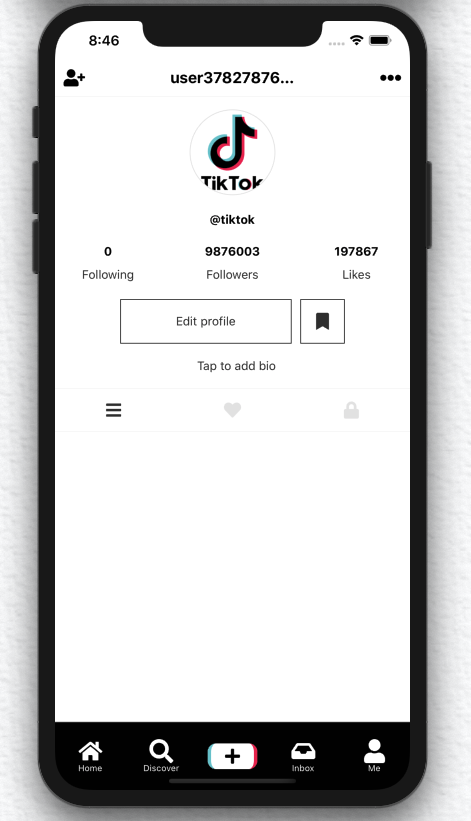 8:46
user37827876...
TikTok
@tiktok
0 9876003 197867
Following Followers Likes
Edit profile
Tap to add bio
Home Discover Inbox Me